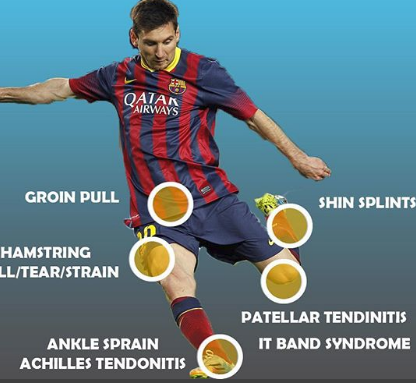 QATAR
AIRWAYS
GROIN PULL
SHIN SPLINTS
HAMSTRING
LL/TEAR/STRAIN
10
PATELLAR TENDINITIS
IT BAND SYNDROME
ANKLE SPRAIN
ACHILLES TENDONITIS